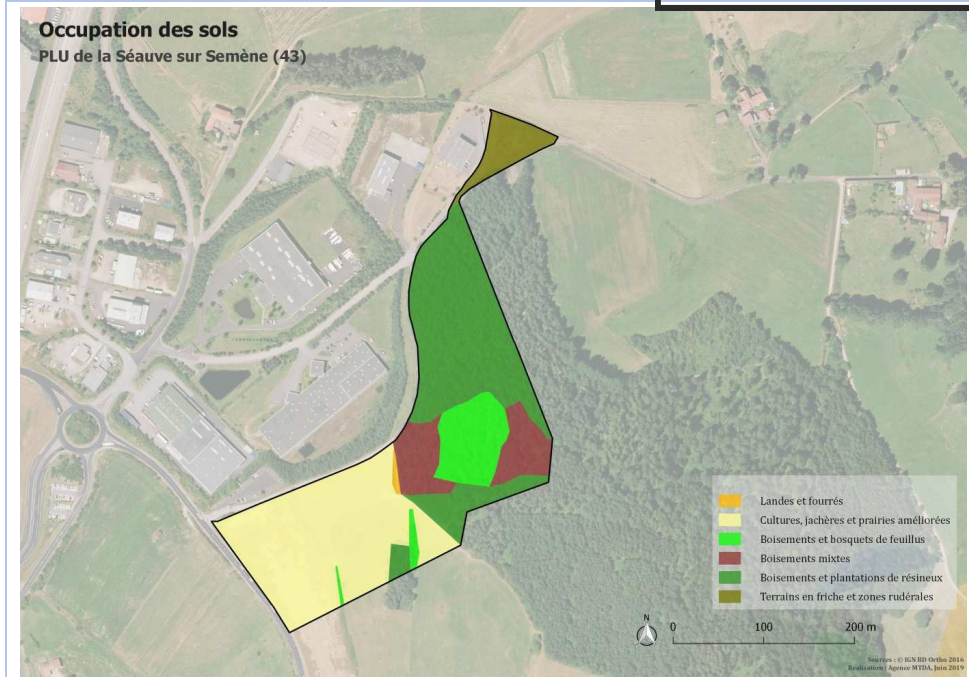 Occupation des sols
PLU de la Séauve sur Semène (43)
Landes et fourrés
Cultures, jachères et prairies améliorées
Boisements et bosquets de feuillus
Boisements mixtes
Boisements et plantations de résineux
Terrains en friche et zones rudérales
N
0 100 200 m
Sources : © IGN BD Ortho 2016
Réalisation : Agence MTDA, Juin 2019